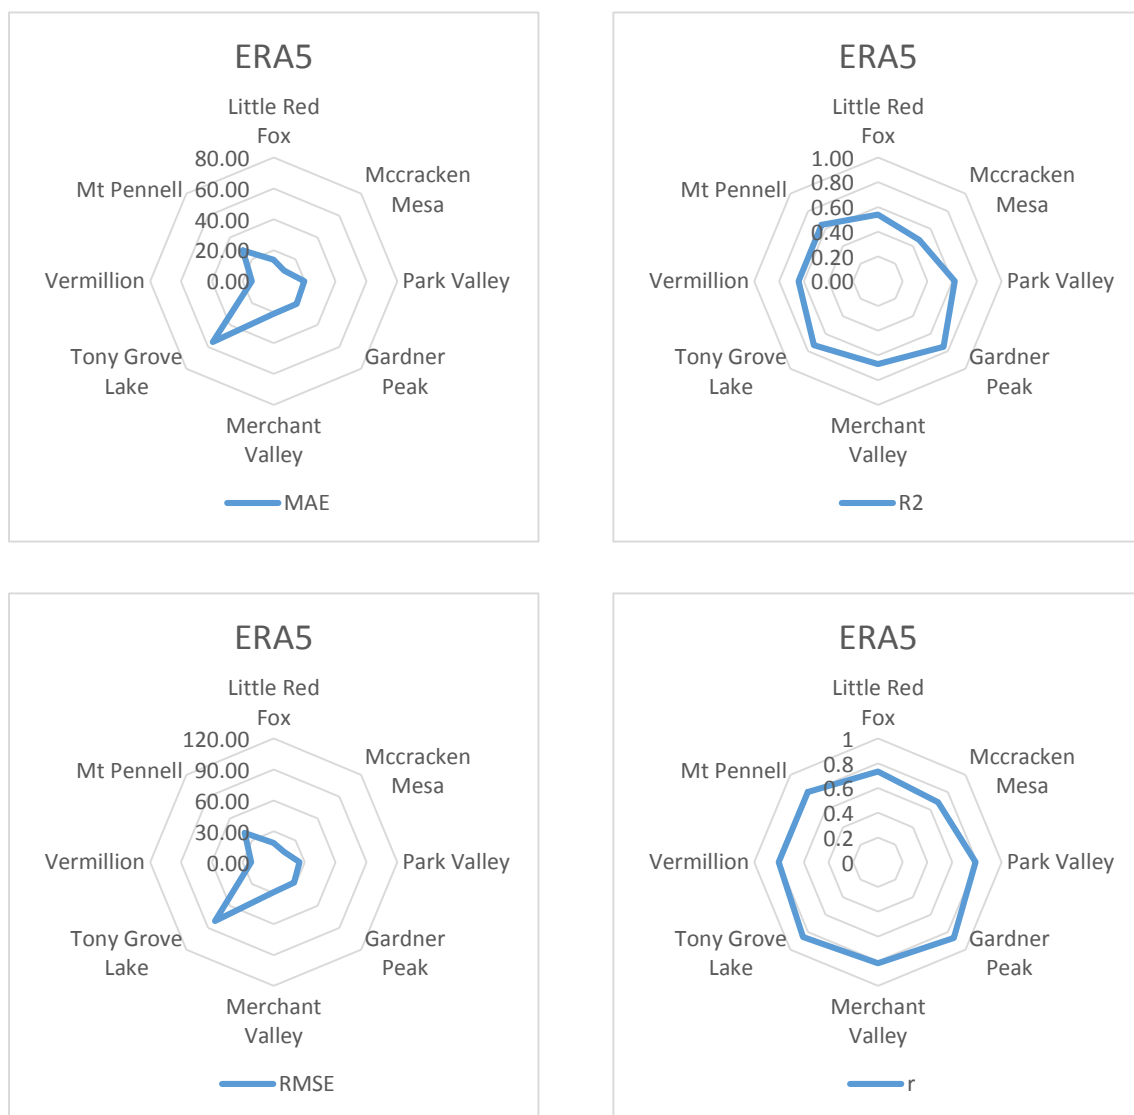 ERA5
Little Red
Fox
80.00
60.00
40.00
20.00
0.00
Mccracken
Mesa
Park Valley
Gardner
Peak
Merchant
Valley
Tony Grove
Lake
Vermillion
Mt Pennell
MAE
ERA5
Little Red
Fox
1.00
0.80
0.60
0.40
0.20
0.00
Mccracken
Mesa
Park Valley
Gardner
Peak
Merchant
Valley
Tony Grove
Lake
Vermillion
Mt Pennell
R2
ERA5
Little Red
Fox
120.00
90.00
60.00
30.00
0.00
Mccracken
Mesa
Park Valley
Gardner
Peak
Merchant
Valley
Tony Grove
Lake
Vermillion
Mt Pennell
RMSE
ERA5
Little Red
Fox
1
0.8
0.6
0.4
0.2
0
Mccracken
Mesa
Park Valley
Gardner
Peak
Merchant
Valley
Tony Grove
Lake
Vermillion
Mt Pennell
r